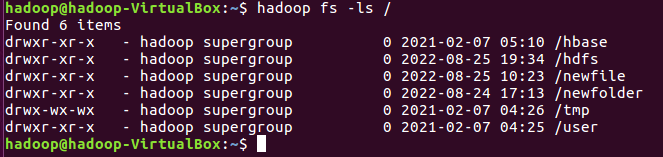 hadoop@hadoop-VirtualBox:~$ hadoop fs -ls /
Found 6 items
drwxr-xr-x   - hadoop supergroup          0 2021-02-07 05:10 /hbase
drwxr-xr-x   - hadoop supergroup          0 2022-08-25 19:34 /hdfs
drwxr-xr-x   - hadoop supergroup          0 2022-08-25 10:23 /newfile
drwxr-xr-x   - hadoop supergroup          0 2022-08-24 17:13 /newfolder
drwx-wx-wx   - hadoop supergroup          0 2021-02-07 04:26 /tmp
drwxr-xr-x   - hadoop supergroup          0 2021-02-07 04:25 /user
hadoop@hadoop-VirtualBox:~$